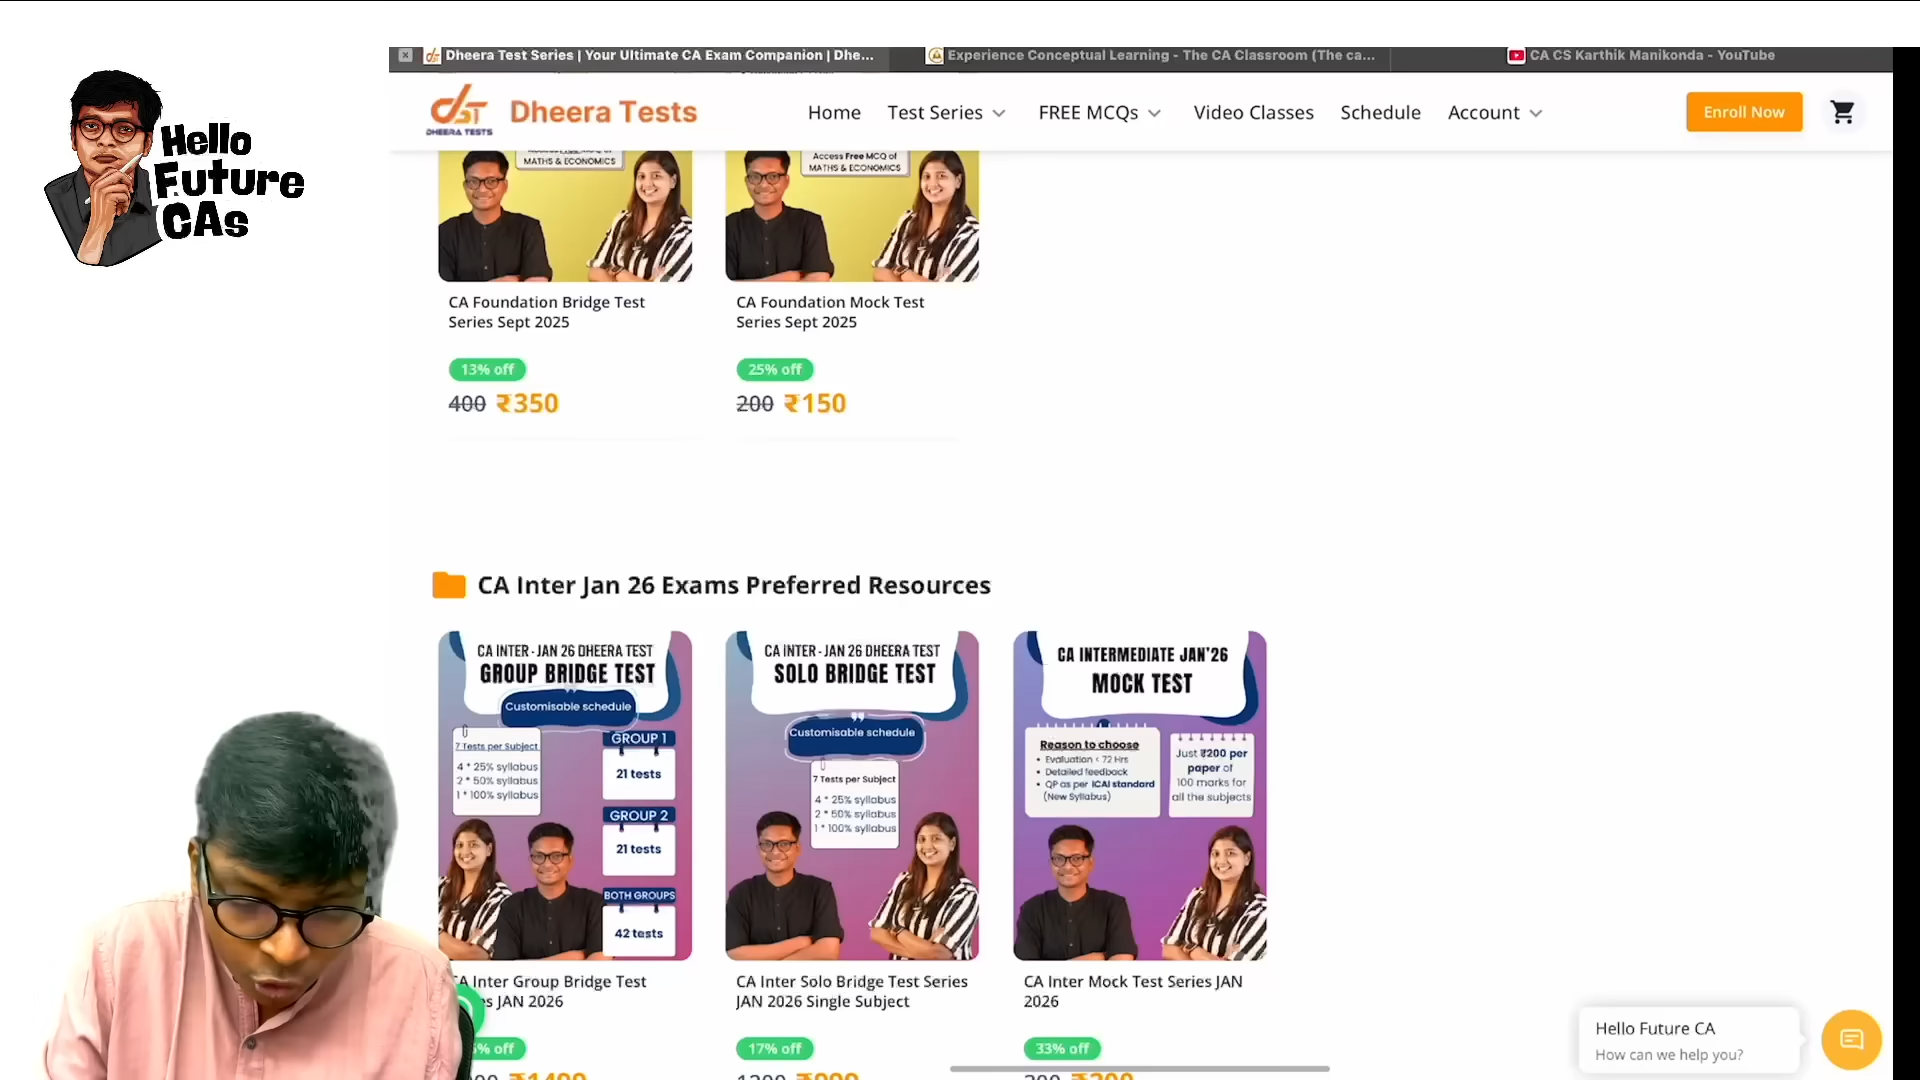 Dheera Test Series | Your Ultimate CA Exam Companion | Dhe...
Experience Conceptual Learning - The CA Classroom (The ca...
CA CS Karthik Manikonda - YouTube
Hello
Future
CAs
DHEERA TESTS
Dheera Tests
Home
Test Series
FREE MCQs
Video Classes
Schedule
Account
Enroll Now
MATHS & ECONOMICS
Access Free MCQ of
MATHS & ECONOMICS
CA Foundation Bridge Test
Series Sept 2025
13% off
400 ₹350
CA Foundation Mock Test
Series Sept 2025
25% off
200 ₹150
CA Inter Jan 26 Exams Preferred Resources
CA INTER - JAN 26 DHEERA TEST
GROUP BRIDGE TEST
Customisable schedule
7 Tests per Subject
4 * 25% syllabus
2 * 50% syllabus
1 * 100% syllabus
GROUP 1
21 tests
GROUP 2
21 tests
BOTH GROUPS
42 tests
CA INTER - JAN 26 DHEERA TEST
SOLO BRIDGE TEST
Customisable schedule
7 Tests per Subject
4 * 25% syllabus
2 * 50% syllabus
1 * 100% syllabus
CA INTERMEDIATE JAN'26
MOCK TEST
Reason to choose
• Evaluation < 72 Hrs
• Detailed feedback
• QP as per ICAI standard
(New Syllabus)
Just ₹200 per
paper of
100 marks for
all the subjects
CA Inter Group Bridge Test
JAN 2026
% off
₹1499
CA Inter Solo Bridge Test Series
JAN 2026 Single Subject
17% off
1200 ₹999
CA Inter Mock Test Series JAN
2026
33% off
₹200
Hello Future CA
How can we help you?